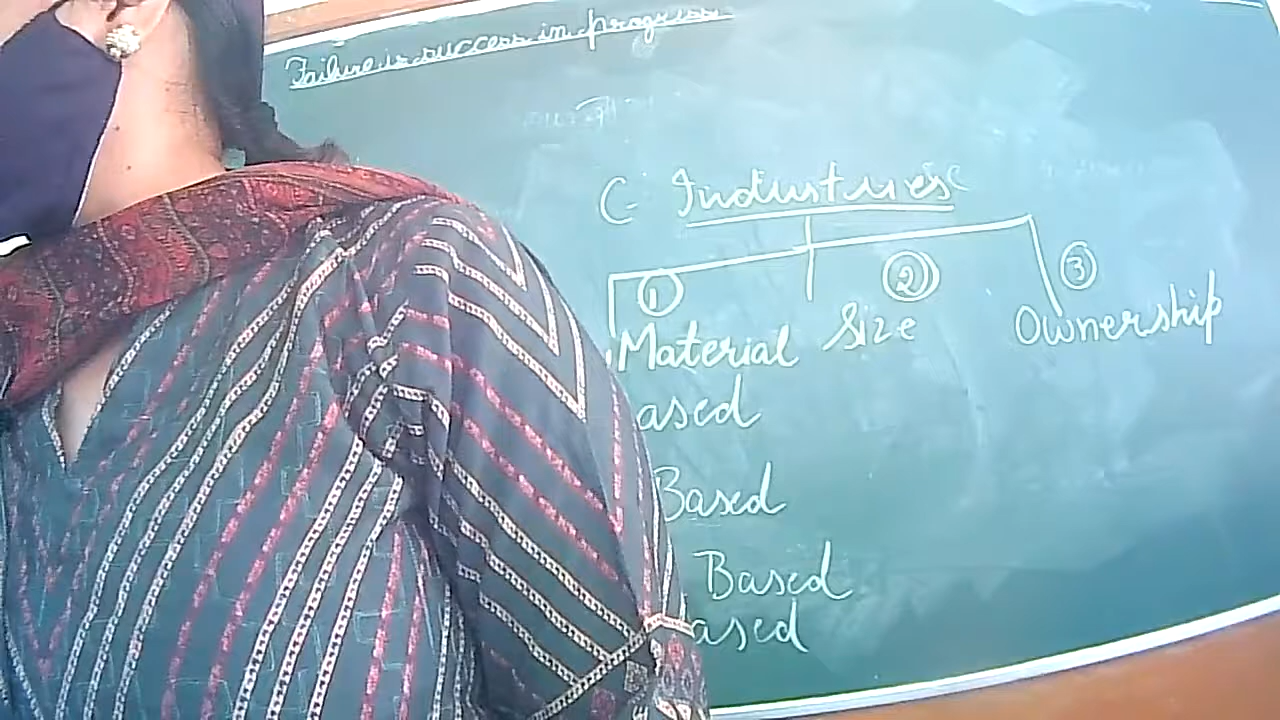 Failure is success in progress
C- Industries
① ② ③
Material Size Ownership
ased
Based
Based
ased